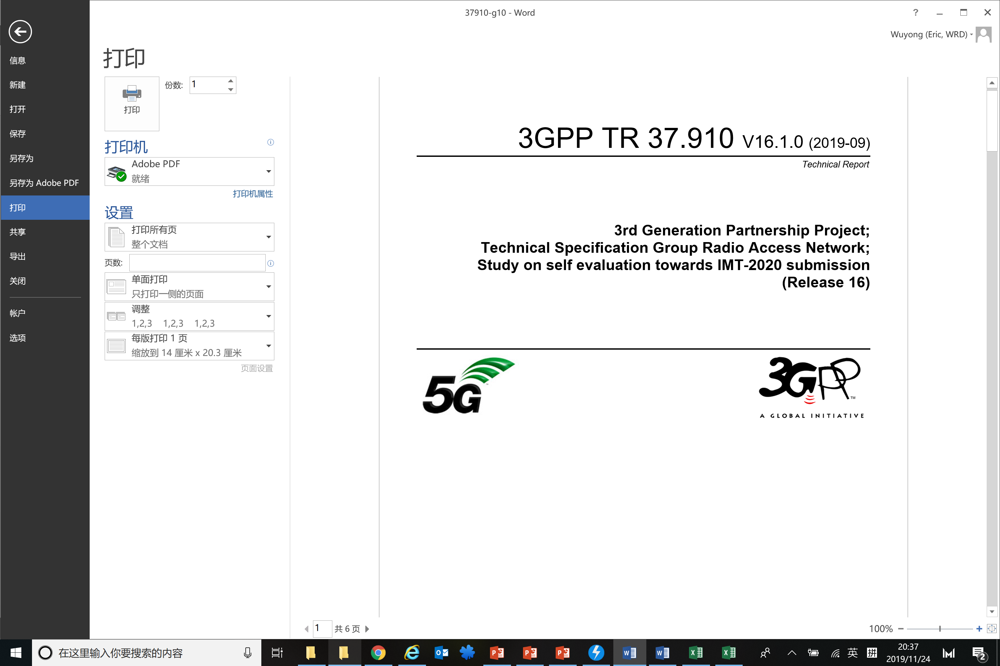 37910-g10 - Word
?
Wuyong (Eric, WRD)
信息
新建
打开
保存
另存为
另存为 Adobe PDF
打印
共享
导出
关闭
帐户
选项
打印
打印
份数:
1
打印机
Adobe PDF
就绪
打印机属性
设置
打印所有页
整个文档
页数:
单面打印
只打印一侧的页面
调整
1,2,3 1,2,3 1,2,3
每版打印 1 页
缩放到 14 厘米 x 20.3 厘米
页面设置
3GPP TR 37.910 V16.1.0 (2019-09)
Technical Report
3rd Generation Partnership Project;
Technical Specification Group Radio Access Network;
Study on self evaluation towards IMT-2020 submission
(Release 16)
5G
3GPP
TM
A GLOBAL INITIATIVE
1
共 6 页
100%
在这里输入你要搜索的内容
英
拼
20:37
2019/11/24
2